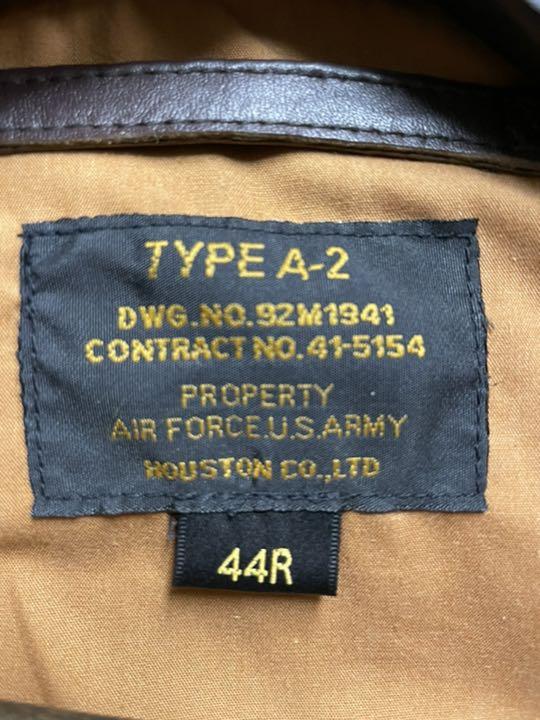 TYPE A-2
DWG.NO.92M1941
CONTRACT NO.41-5154
PROPERTY
AIR FORCE.U.S.ARMY
HOUSTON CO.,LTD
44R